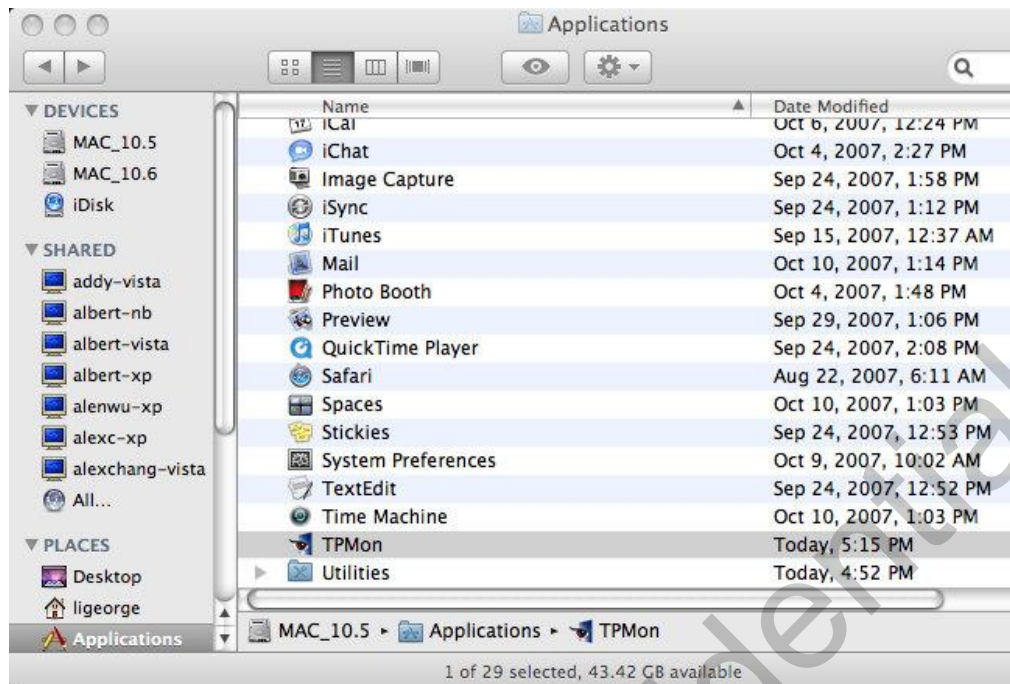 Applications
DEVICES
MAC_10.5
MAC_10.6
iDisk
SHARED
addy-vista
albert-nb
albert-vista
albert-xp
alenwu-xp
alexc-xp
alexchang-vista
All...
PLACES
Desktop
ligeorge
Applications
Name Date Modified
iCal Oct 6, 2007, 12:24 PM
iChat Oct 4, 2007, 2:27 PM
Image Capture Sep 24, 2007, 1:58 PM
iSync Sep 24, 2007, 1:12 PM
iTunes Sep 15, 2007, 12:37 AM
Mail Oct 10, 2007, 1:14 PM
Photo Booth Oct 4, 2007, 1:48 PM
Preview Sep 29, 2007, 1:06 PM
QuickTime Player Sep 24, 2007, 2:08 PM
Safari Aug 22, 2007, 6:11 AM
Spaces Oct 10, 2007, 1:03 PM
Stickies Sep 24, 2007, 12:53 PM
System Preferences Oct 9, 2007, 10:02 AM
TextEdit Sep 24, 2007, 12:52 PM
Time Machine Oct 10, 2007, 1:03 PM
TPMon Today, 5:15 PM
Utilities Today, 4:52 PM
MAC_10.5 ▸ Applications ▸ TPMon
1 of 29 selected, 43.42 GB available
dential